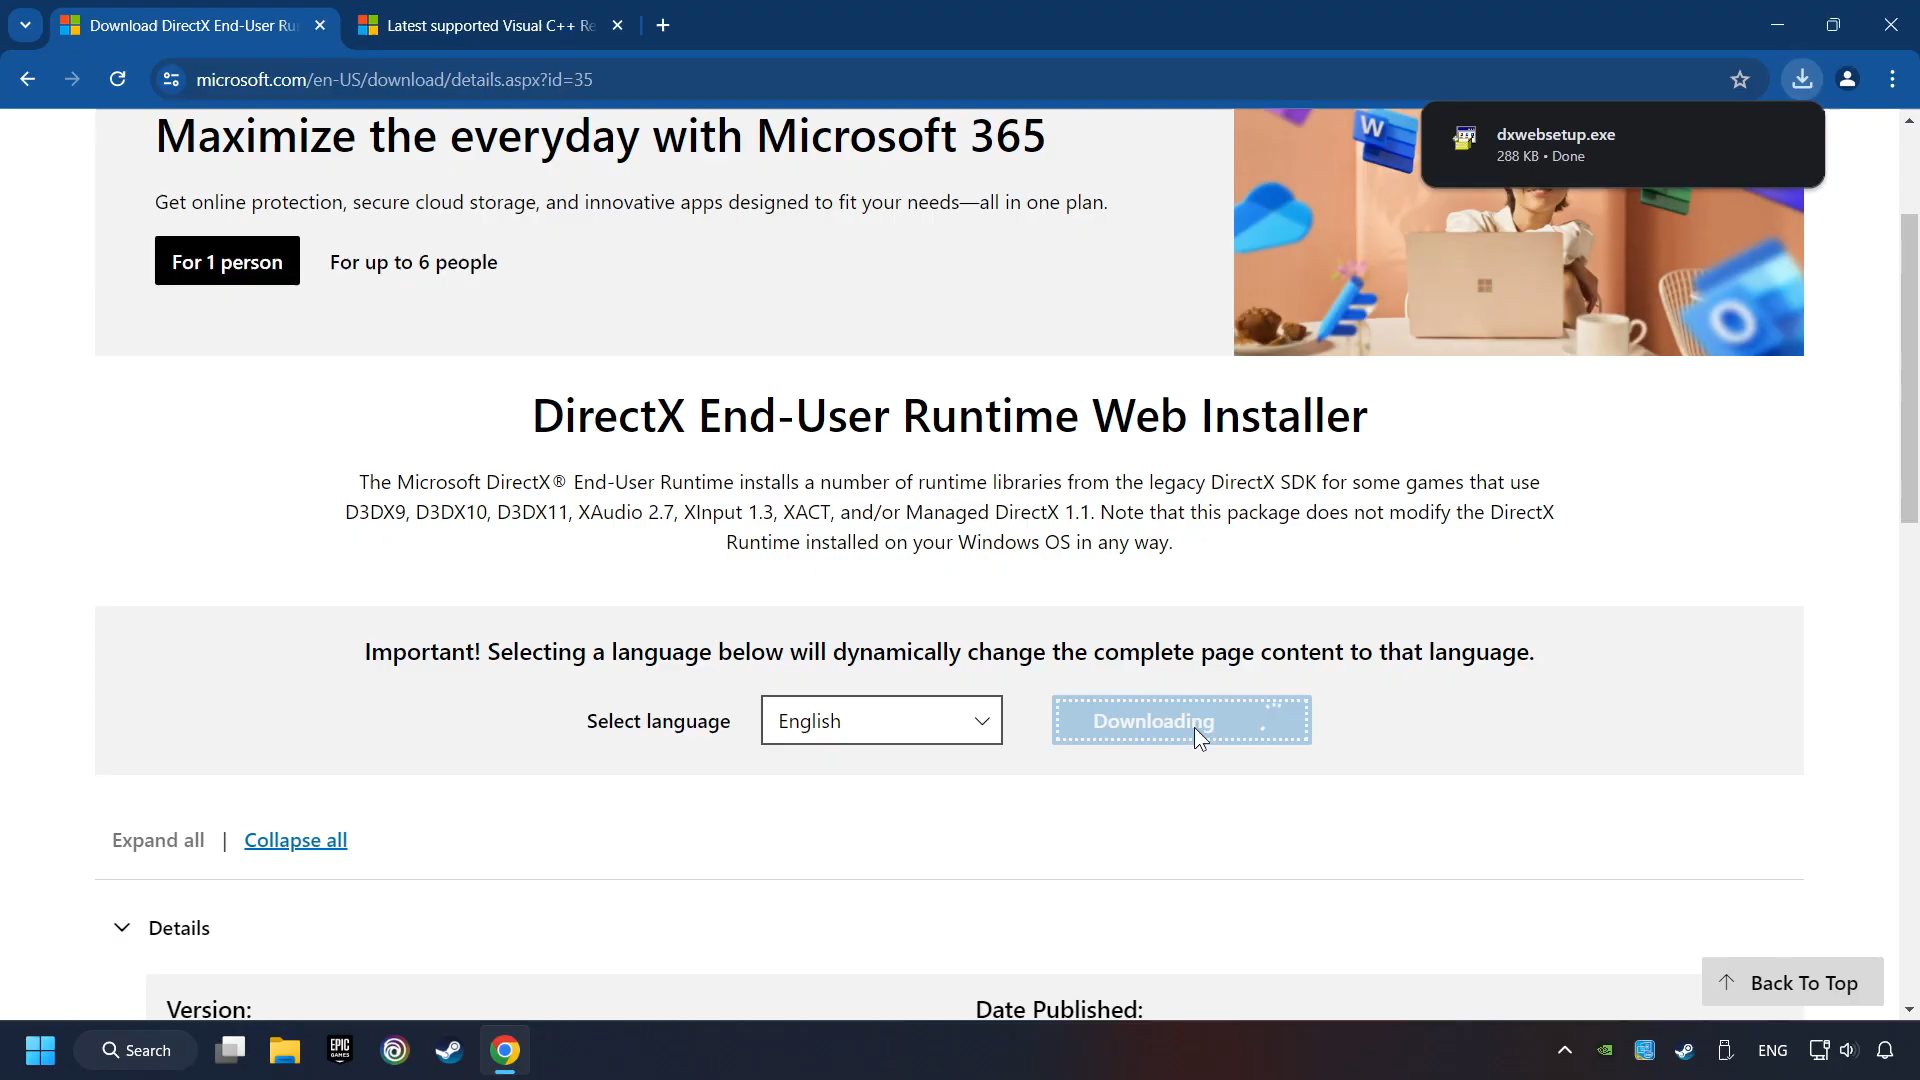 Download DirectX End-User Ru
Latest supported Visual C++ Re
microsoft.com/en-US/download/details.aspx?id=35
dxwebsetup.exe
288 KB • Done
Maximize the everyday with Microsoft 365
Get online protection, secure cloud storage, and innovative apps designed to fit your needs—all in one plan.
For 1 person
For up to 6 people
W
O
DirectX End-User Runtime Web Installer
The Microsoft DirectX® End-User Runtime installs a number of runtime libraries from the legacy DirectX SDK for some games that use
D3DX9, D3DX10, D3DX11, XAudio 2.7, XInput 1.3, XACT, and/or Managed DirectX 1.1. Note that this package does not modify the DirectX
Runtime installed on your Windows OS in any way.
Important! Selecting a language below will dynamically change the complete page content to that language.
Select language
English
Downloading
Expand all | Collapse all
Details
Back To Top
Version:
Date Published:
Search
EPIC
GAMES
ENG